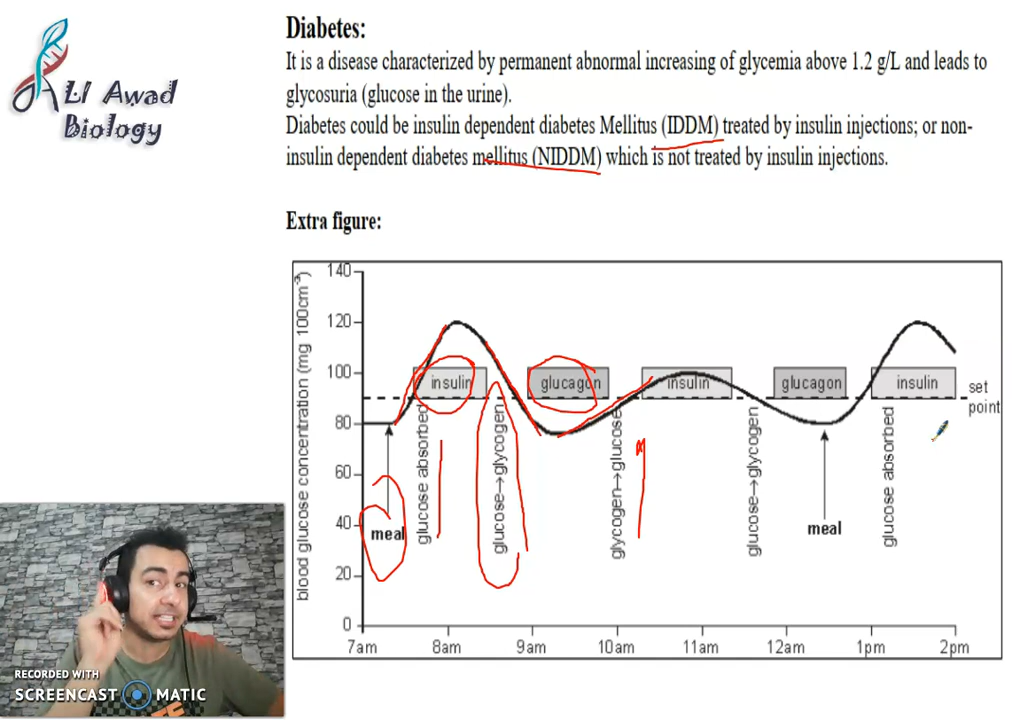 LI Awad
Biology
Diabetes:
It is a disease characterized by permanent abnormal increasing of glycemia above 1.2 g/L and leads to
glycosuria (glucose in the urine).
Diabetes could be insulin dependent diabetes Mellitus (IDDM) treated by insulin injections; or non-
insulin dependent diabetes mellitus (NIDDM) which is not treated by insulin injections.
Extra figure:
blood glucose concentration (mg 100cm⁻³)
140
120
100
80
60
40
20
0
insulin
glucagon
insulin
glucagon
insulin
set
point
meal
glucose absorbed
glucose→glycogen
glycogen→glucose
glucose→glycogen
meal
glucose absorbed
7am 8am 9am 10am 11am 12am 1pm 2pm
RECORDED WITH
SCREENCAST MATIC